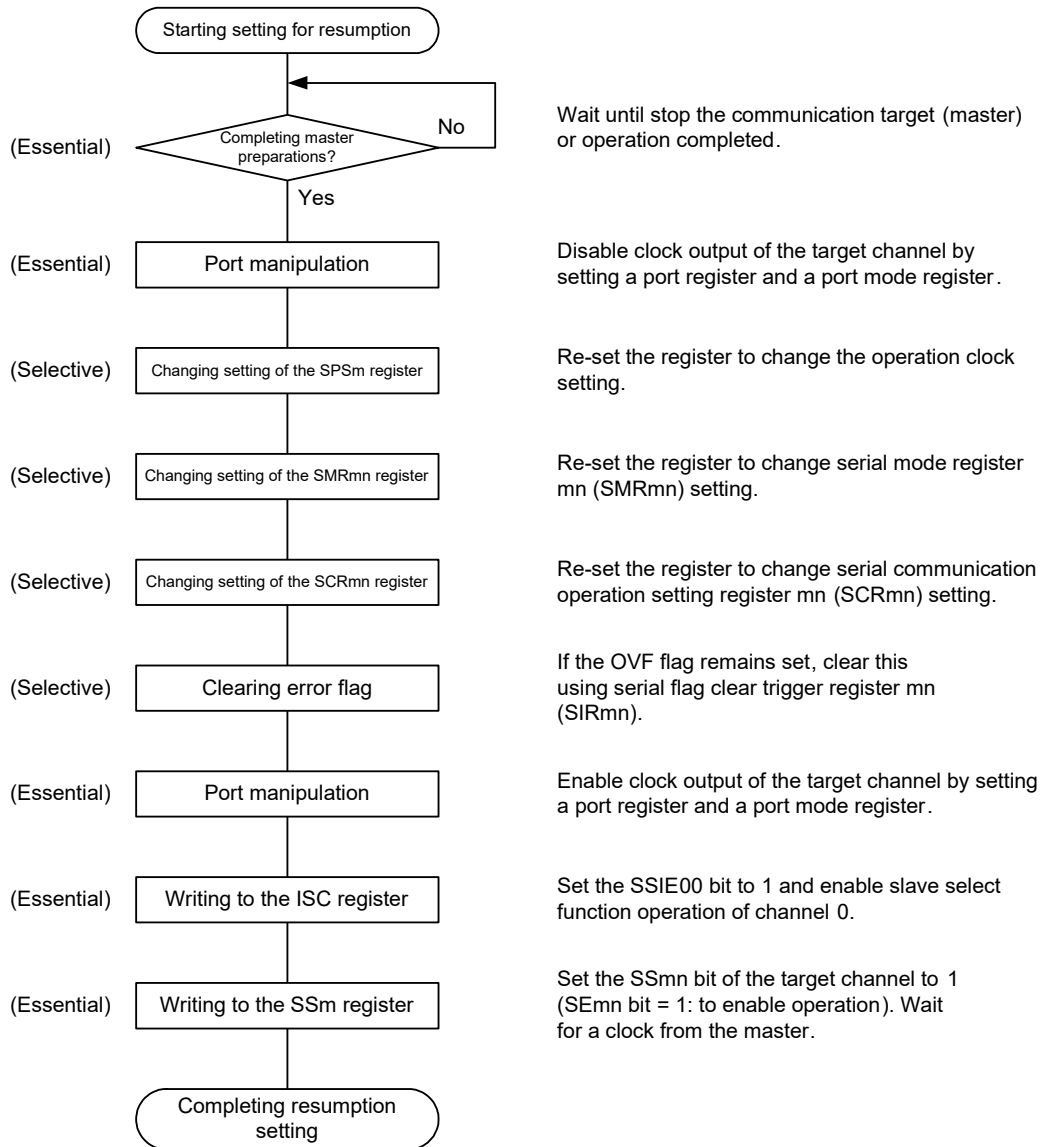 Starting setting for resumption
(Essential)
Completing master
preparations?
No
Yes
Wait until stop the communication target (master)
or operation completed.
(Essential)
Port manipulation
Disable clock output of the target channel by
setting a port register and a port mode register.
(Selective)
Changing setting of the SPSm register
Re-set the register to change the operation clock
setting.
(Selective)
Changing setting of the SMRmn register
Re-set the register to change serial mode register
mn (SMRmn) setting.
(Selective)
Changing setting of the SCRmn register
Re-set the register to change serial communication
operation setting register mn (SCRmn) setting.
(Selective)
Clearing error flag
If the OVF flag remains set, clear this
using serial flag clear trigger register mn
(SIRmn).
(Essential)
Port manipulation
Enable clock output of the target channel by setting
a port register and a port mode register.
(Essential)
Writing to the ISC register
Set the SSIE00 bit to 1 and enable slave select
function operation of channel 0.
(Essential)
Writing to the SSm register
Set the SSmn bit of the target channel to 1
(SEmn bit = 1: to enable operation). Wait
for a clock from the master.
Completing resumption
setting